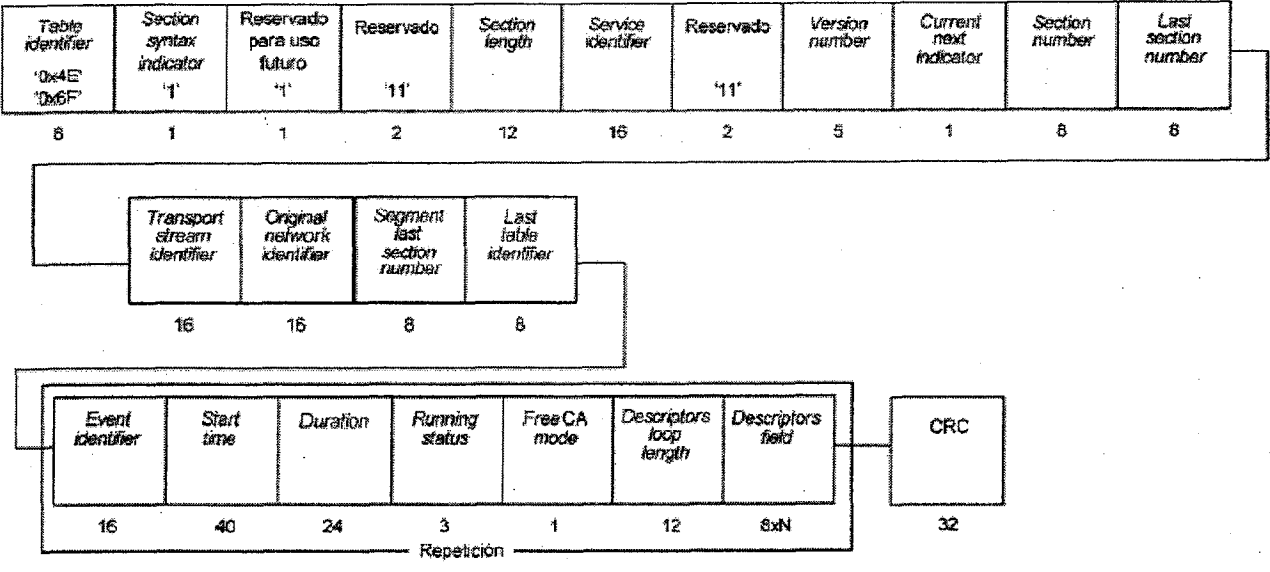 Table
identifier
'0x4E'
'0x6F'
Section
syntax
indicator
'1'
Reservado
para uso
futuro
'1'
Reservado
'11'
Section
length
Service
identifier
Reservado
'11'
Version
number
Current
next
indicator
Section
number
Last
section
number
8
1
1
2
12
16
2
5
1
8
8
Transport
stream
identifier
Original
network
identifier
Segment
last
section
number
Last
table
identifier
16
16
8
8
Event
identifier
Start
time
Duration
Running
status
Free CA
mode
Descriptors
loop
length
Descriptors
field
CRC
16
40
24
3
1
12
8xN
32
Repetición